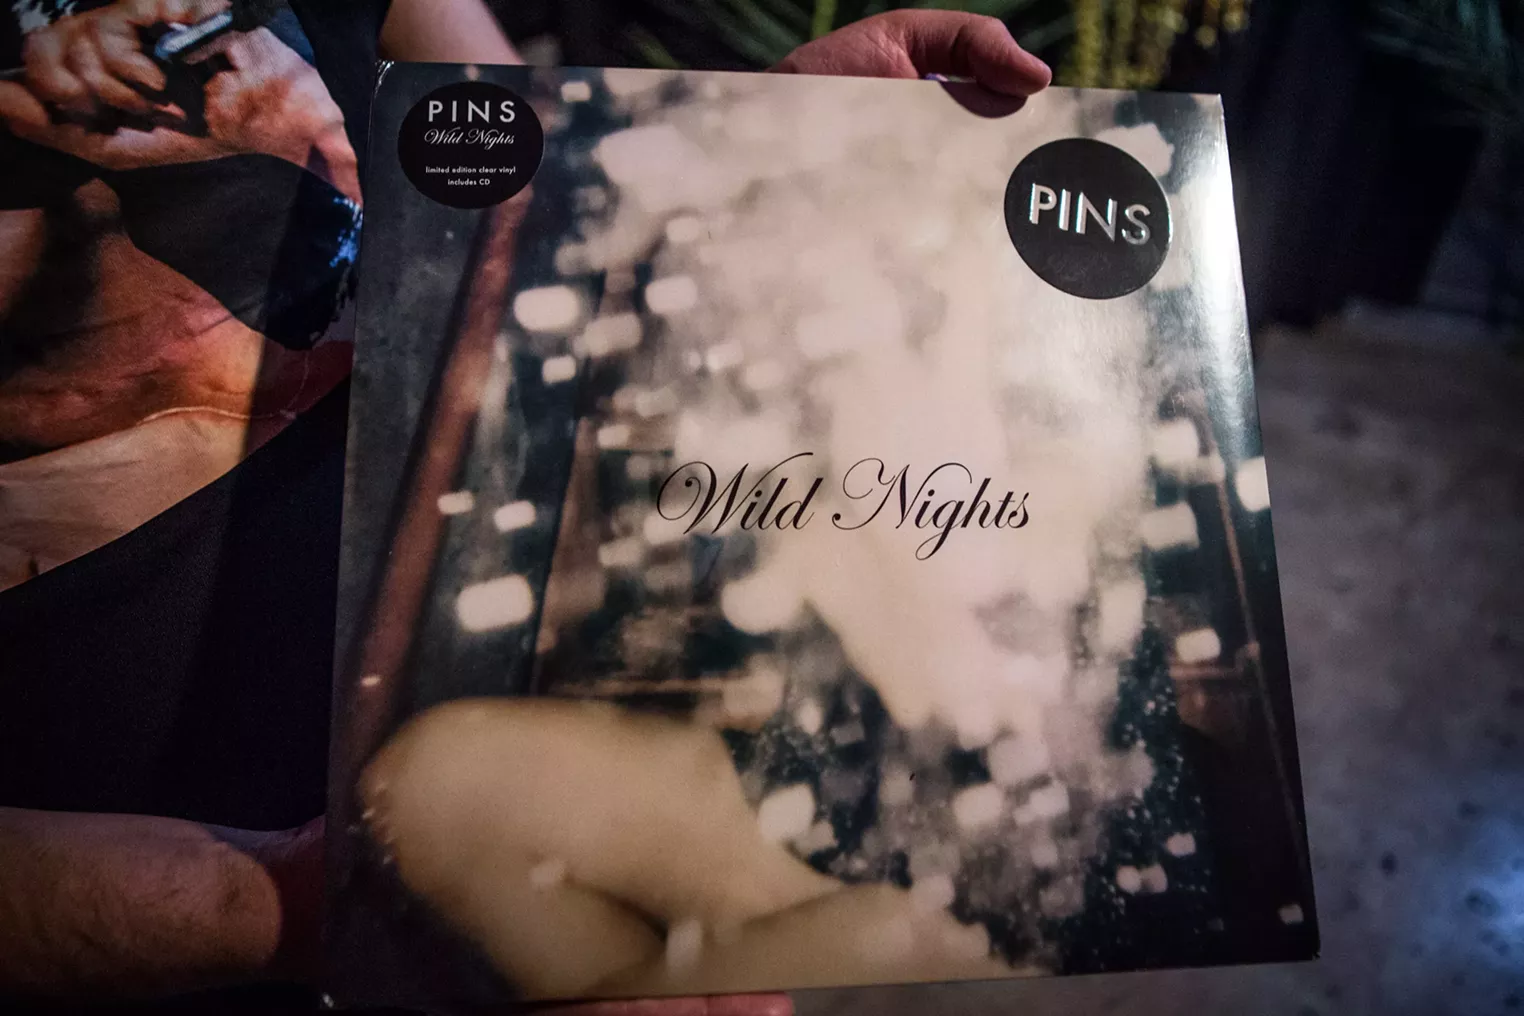 PINS
Wild Nights
limited edition clear vinyl
includes CD
PINS
Wild Nights